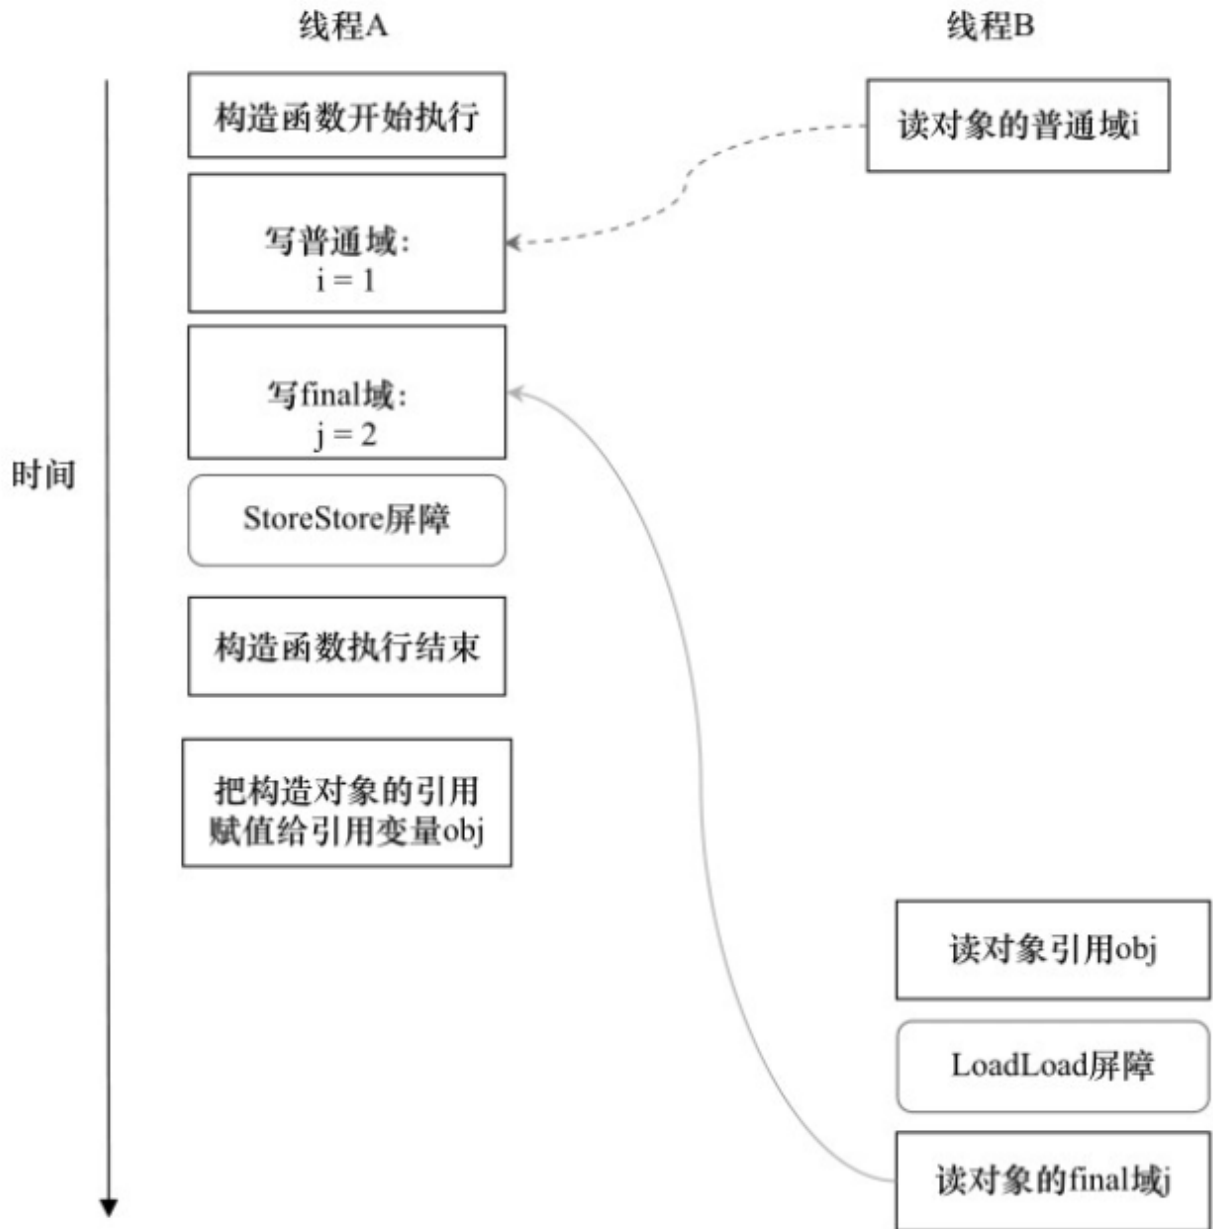 线程A
线程B
构造函数开始执行
读对象的普通域i
写普通域：
i = 1
写final域：
j = 2
时间
StoreStore屏障
构造函数执行结束
把构造对象的引用
赋值给引用变量obj
读对象引用obj
LoadLoad屏障
读对象的final域j